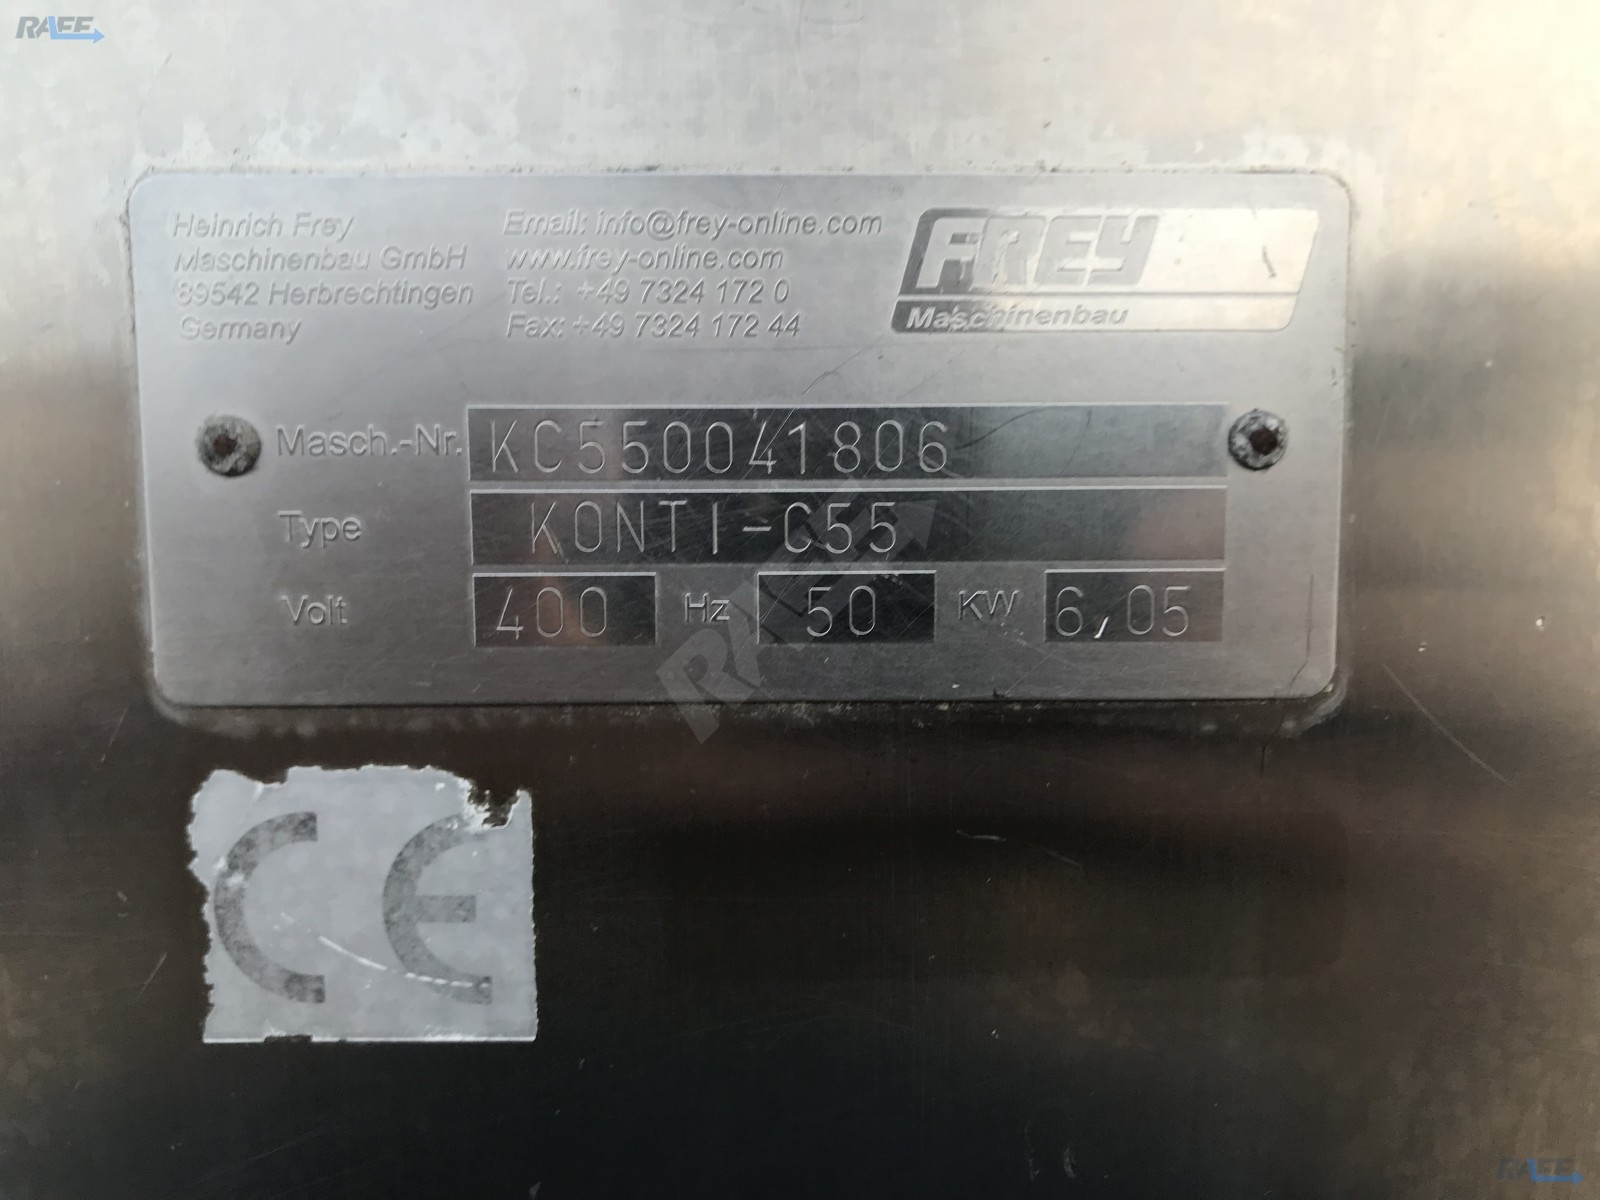 RAEE
Heinrich Frey
Maschinenbau GmbH
89542 Herbrechtingen
Germany
Email: info@frey-online.com
www.frey-online.com
Tel.: +49 7324 172 0
Fax: +49 7324 172 44
FREY
Maschinenbau
Masch.-Nr. KC550041806
Type KONTI-C55
Volt 400 Hz 50 KW 6,05
RAEE
CE
RAEE